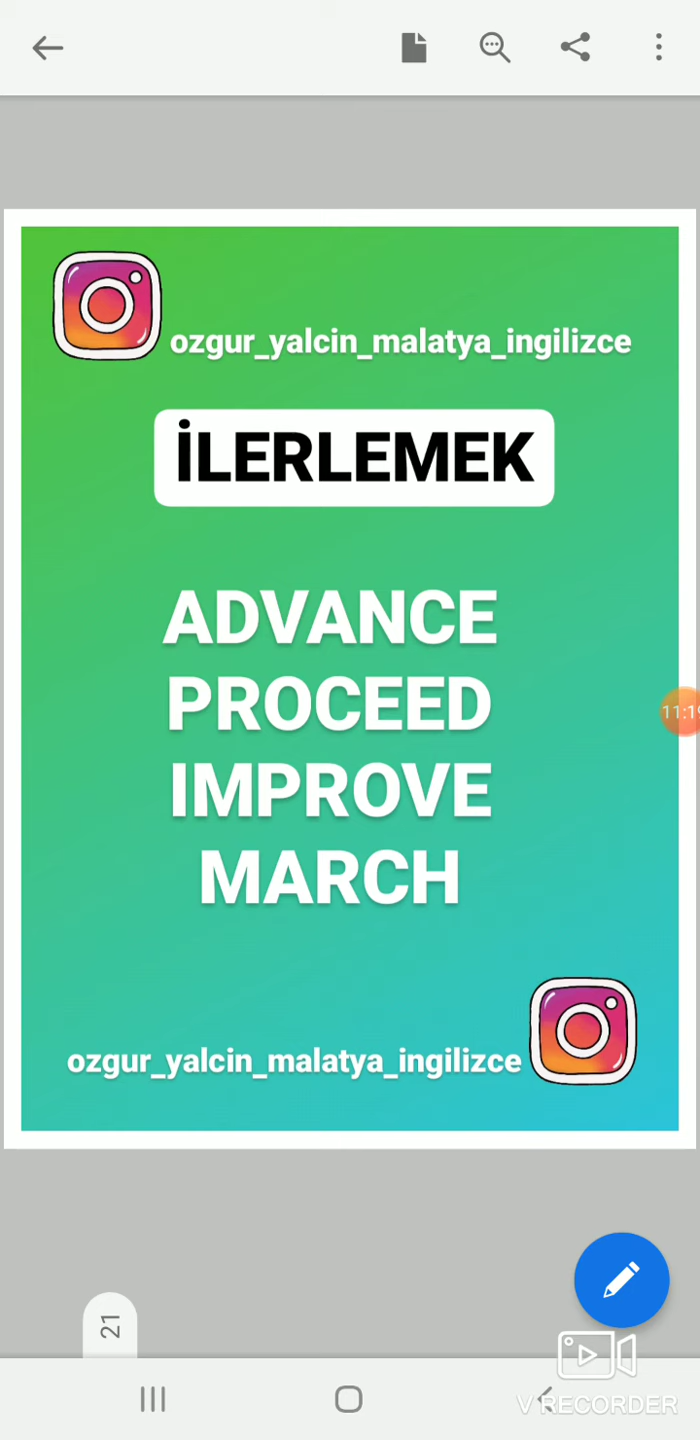 ozgur_yalcin_malatya_ingilizce
İLERLEMEK
ADVANCE
PROCEED
IMPROVE
MARCH
ozgur_yalcin_malatya_ingilizce
21
V RECORDER